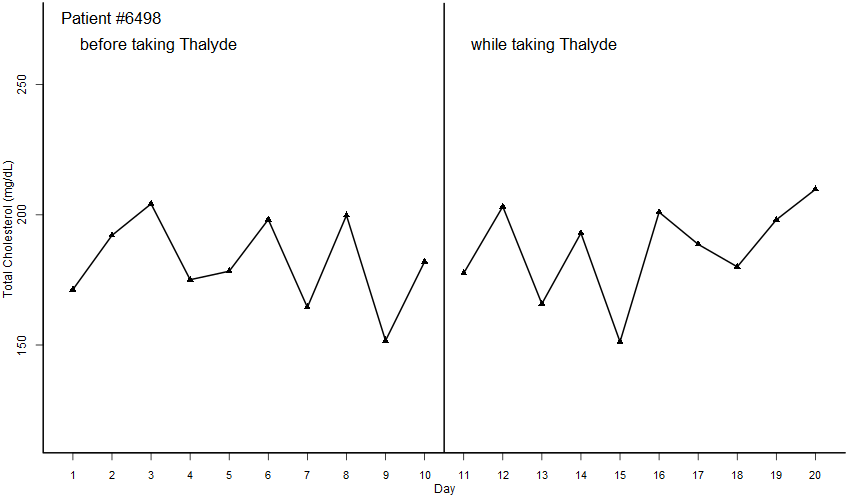 Patient #6498
before taking Thalyde
while taking Thalyde
Total Cholesterol (mg/dL)
250
200
150
1 2 3 4 5 6 7 8 9 10 11 12 13 14 15 16 17 18 19 20
Day